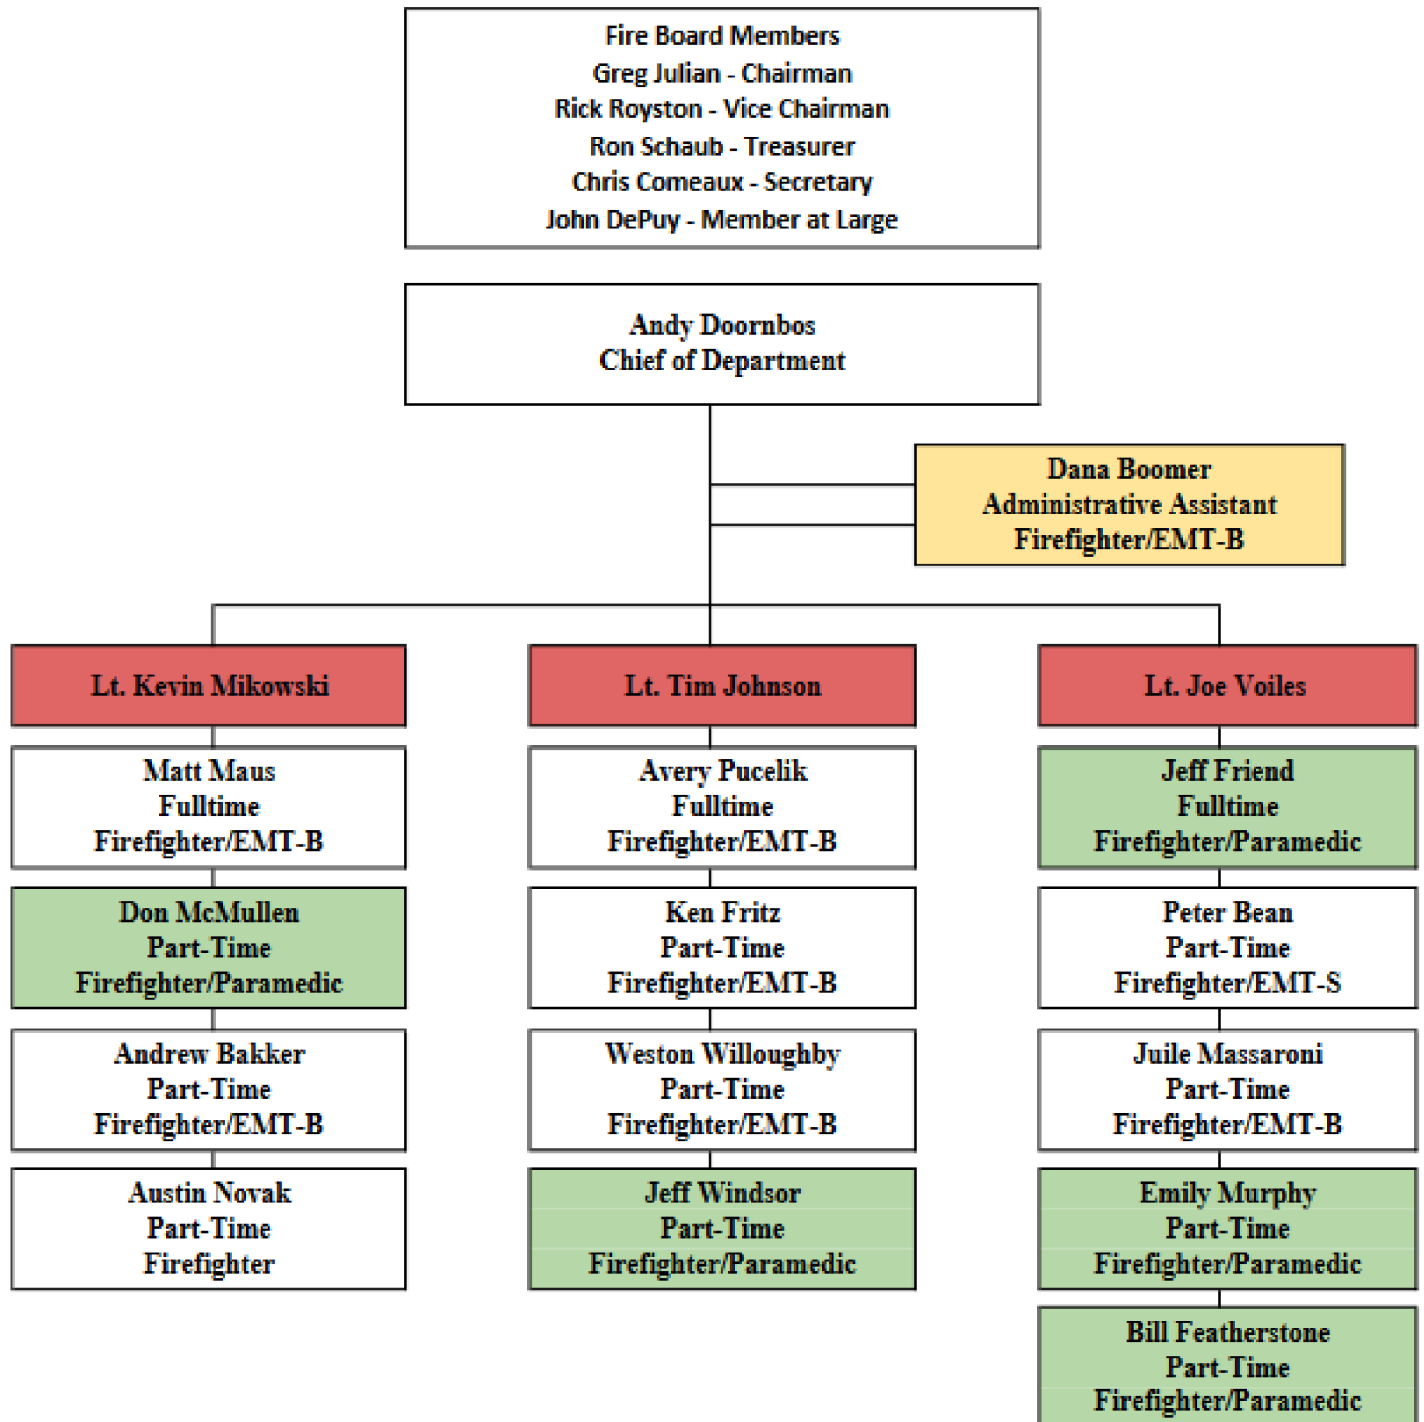 Fire Board Members
Greg Julian - Chairman
Rick Royston - Vice Chairman
Ron Schaub - Treasurer
Chris Comeaux - Secretary
John DePuy - Member at Large
Andy Doornbos
Chief of Department
Dana Boomer
Administrative Assistant
Firefighter/EMT-B
Lt. Kevin Mikowski
Matt Maus
Fulltime
Firefighter/EMT-B
Don McMullen
Part-Time
Firefighter/Paramedic
Andrew Bakker
Part-Time
Firefighter/EMT-B
Austin Novak
Part-Time
Firefighter
Lt. Tim Johnson
Avery Pucelik
Fulltime
Firefighter/EMT-B
Ken Fritz
Part-Time
Firefighter/EMT-B
Weston Willoughby
Part-Time
Firefighter/EMT-B
Jeff Windsor
Part-Time
Firefighter/Paramedic
Lt. Joe Voiles
Jeff Friend
Fulltime
Firefighter/Paramedic
Peter Bean
Part-Time
Firefighter/EMT-S
Juile Massaroni
Part-Time
Firefighter/EMT-B
Emily Murphy
Part-Time
Firefighter/Paramedic
Bill Featherstone
Part-Time
Firefighter/Paramedic